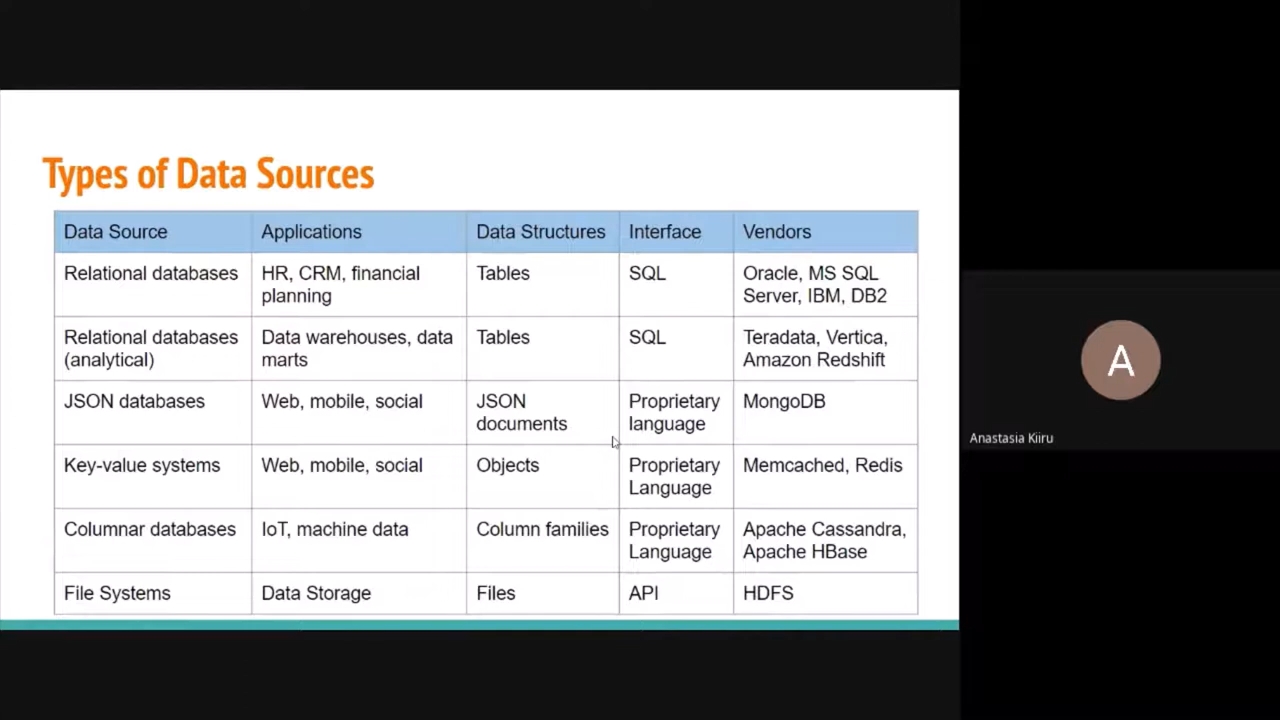 Types of Data Sources
Data Source Applications Data Structures Interface Vendors
Relational databases HR, CRM, financial planning Tables SQL Oracle, MS SQL Server, IBM, DB2
Relational databases (analytical) Data warehouses, data marts Tables SQL Teradata, Vertica, Amazon Redshift
JSON databases Web, mobile, social JSON documents Proprietary language MongoDB
Key-value systems Web, mobile, social Objects Proprietary Language Memcached, Redis
Columnar databases IoT, machine data Column families Proprietary Language Apache Cassandra, Apache HBase
File Systems Data Storage Files API HDFS
A
Anastasia Kiiru